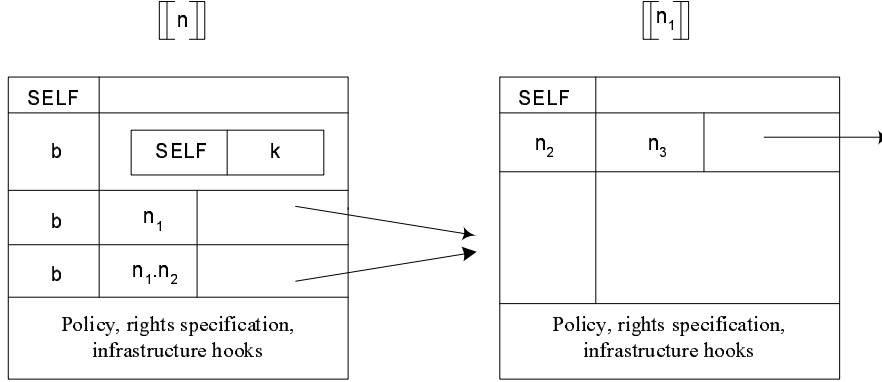 ⟦n⟧ ⟦n₁⟧
SELF
b SELF k
b n₁
b n₁.n₂
Policy, rights specification,
infrastructure hooks
SELF
n₂ n₃
Policy, rights specification,
infrastructure hooks